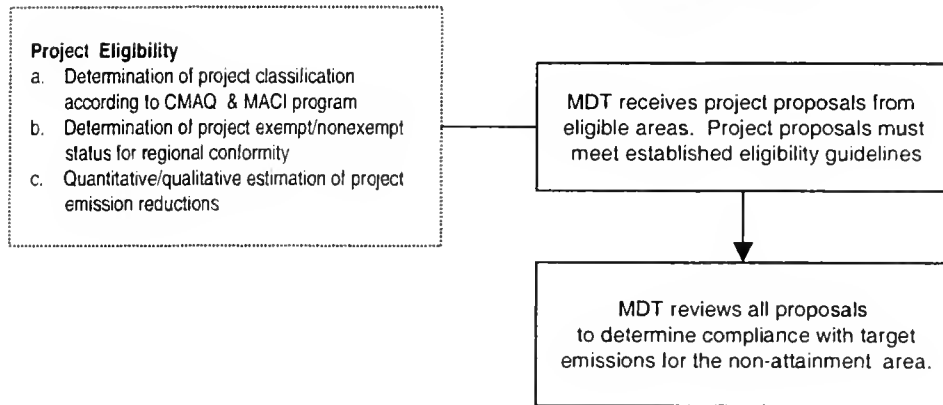 Project Eligibility
a. Determination of project classification
according to CMAQ & MACI program
b. Determination of project exempt/nonexempt
status for regional conformity
c. Quantitative/qualitative estimation of project
emission reductions
MDT receives project proposals from
eligible areas. Project proposals must
meet established eligibility guidelines
MDT reviews all proposals
to determine compliance with target
emissions for the non-attainment area.